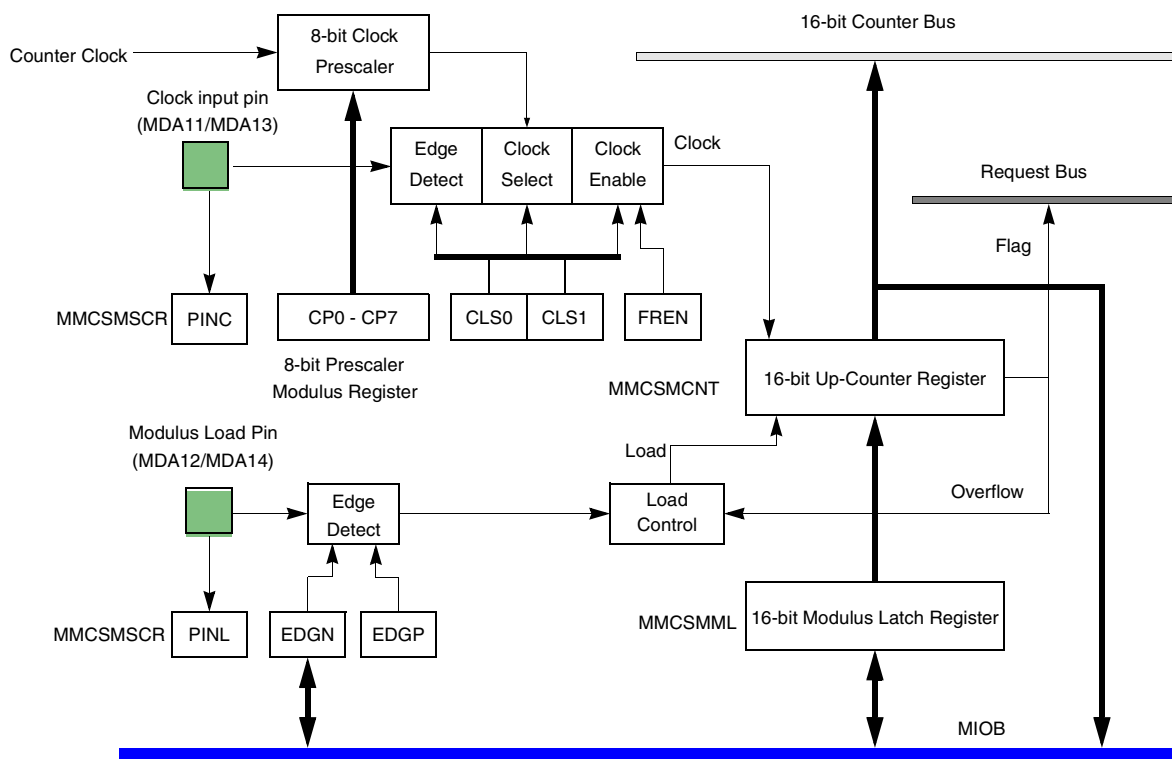 16-bit Counter Bus
8-bit Clock
Prescaler
Counter Clock
Clock input pin
(MDA11/MDA13)
Edge
Detect
Clock
Select
Clock
Enable
Clock
Request Bus
Flag
MMCSMSCR
PINC
CP0 - CP7
CLS0
CLS1
FREN
8-bit Prescaler
Modulus Register
MMCSMCNT
16-bit Up-Counter Register
Modulus Load Pin
(MDA12/MDA14)
Load
Edge
Detect
Load
Control
Overflow
MMCSMSCR
PINL
EDGN
EDGP
MMCSMML
16-bit Modulus Latch Register
MIOB